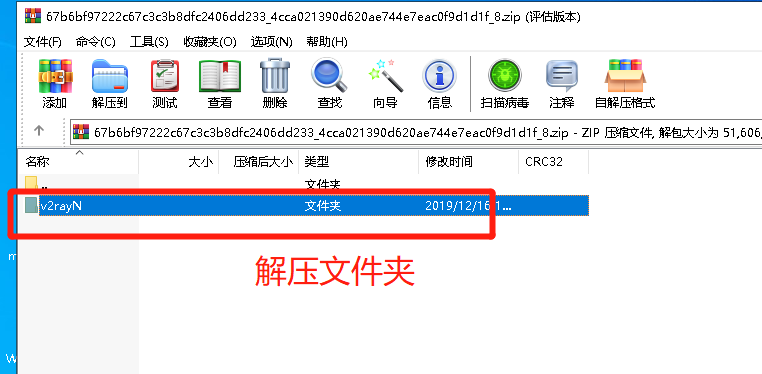 67b6bf97222c67c3c3b8dfc2406dd233_4cca021390d620ae744e7eac0f9d1d1f_8.zip (评估版本)
文件(F) 命令(C) 工具(S) 收藏夹(O) 选项(N) 帮助(H)
添加 解压到 测试 查看 删除 查找 向导 信息 扫描病毒 注释 自解压格式
67b6bf97222c67c3c3b8dfc2406dd233_4cca021390d620ae744e7eac0f9d1d1f_8.zip - ZIP 压缩文件, 解包大小为 51,606,
名称 大小 压缩后大小 类型 修改时间 CRC32
.. 文件夹
v2rayN 文件夹 2019/12/16 1...
解压文件夹
m
W